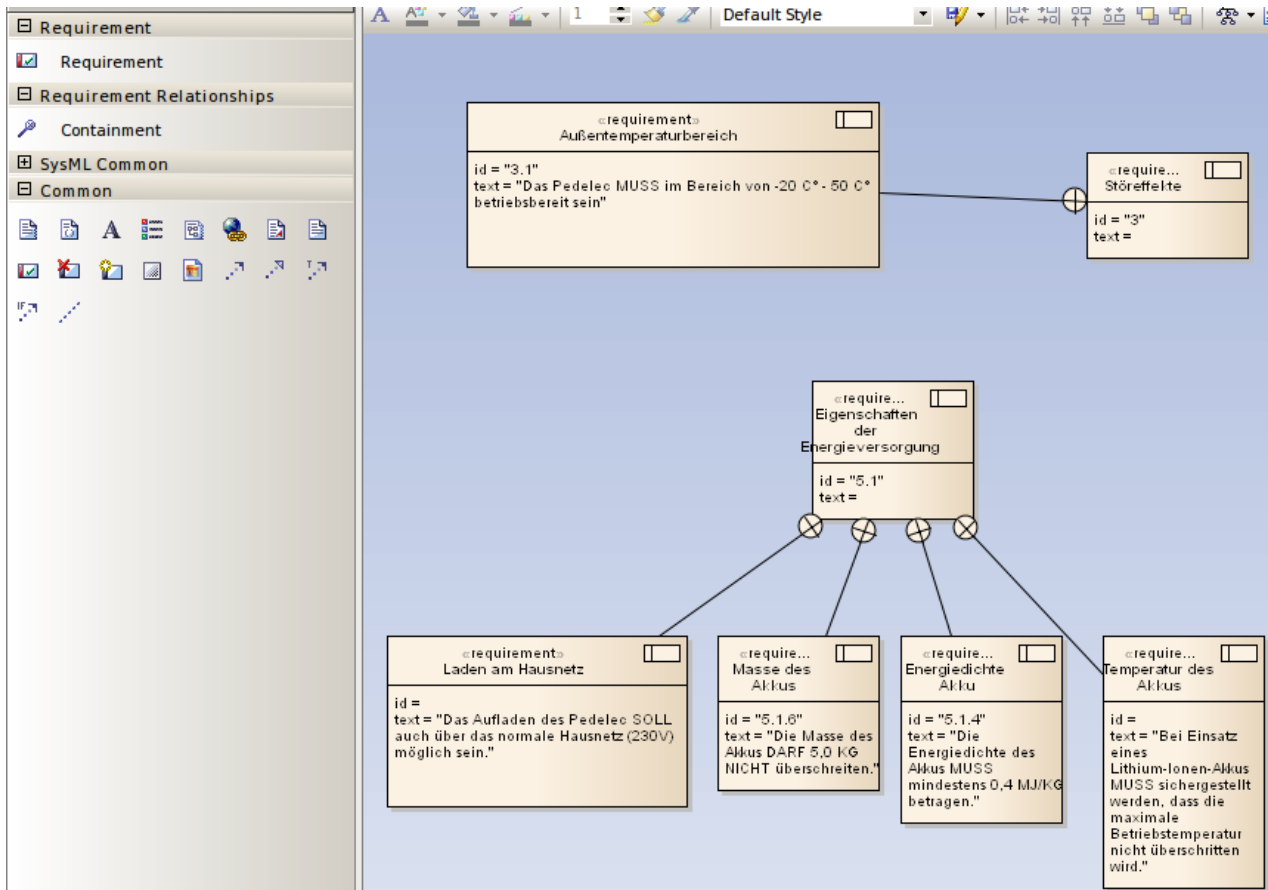 Requirement
Requirement
Requirement Relationships
Containment
SysML Common
Common
A
1
Default Style
A
T
IF
«requirement»
Außentemperaturbereich
id = "3.1"
text = "Das Pedelec MUSS im Bereich von -20 C° - 50 C°
betriebsbereit sein"
«require...
Störeffekte
id = "3"
text =
«require...
Eigenschaften
der
Energieversorgung
id = "5.1"
text =
«requirement»
Laden am Hausnetz
id =
text = "Das Aufladen des Pedelec SOLL
auch über das normale Hausnetz (230V)
möglich sein."
«require...
Masse des
Akkus
id = "5.1.6"
text = "Die Masse des
Akkus DARF 5,0 KG
NICHT überschreiten."
«require...
Energiedichte
Akku
id = "5.1.4"
text = "Die
Energiedichte des
Akkus MUSS
mindestens 0,4 MJ/KG
betragen."
«require...
Temperatur des
Akkus
id =
text = "Bei Einsatz
eines
Lithium-Ionen-Akkus
MUSS sichergestellt
werden, dass die
maximale
Betriebstemperatur
nicht überschritten
wird."